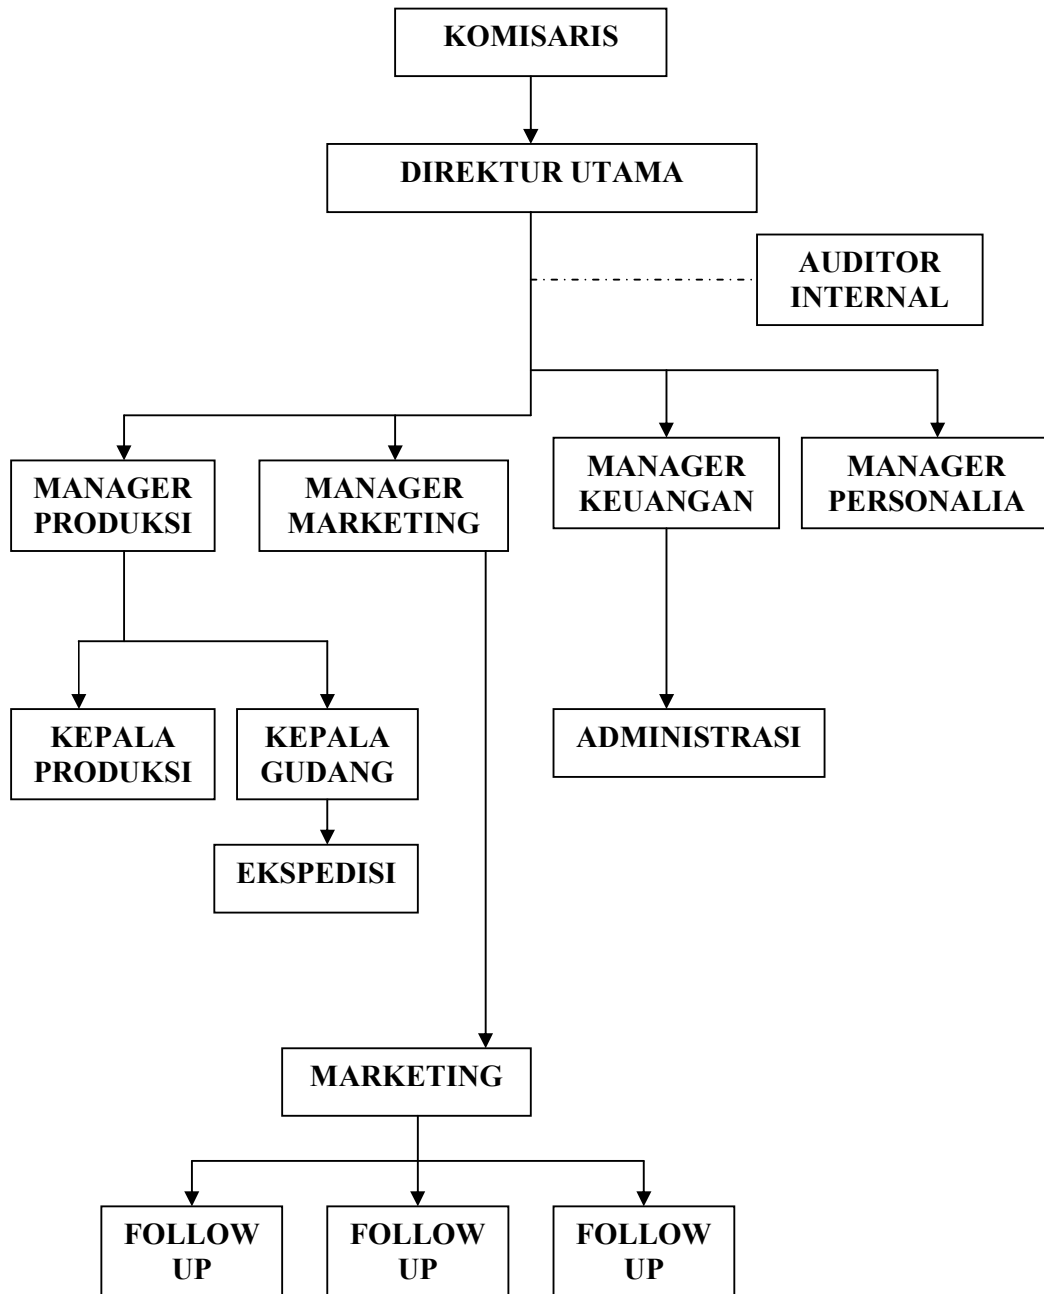 KOMISARIS
DIREKTUR UTAMA
AUDITOR
INTERNAL
MANAGER
PRODUKSI
MANAGER
MARKETING
MANAGER
KEUANGAN
MANAGER
PERSONALIA
KEPALA
PRODUKSI
KEPALA
GUDANG
ADMINISTRASI
EKSPEDISI
MARKETING
FOLLOW
UP
FOLLOW
UP
FOLLOW
UP